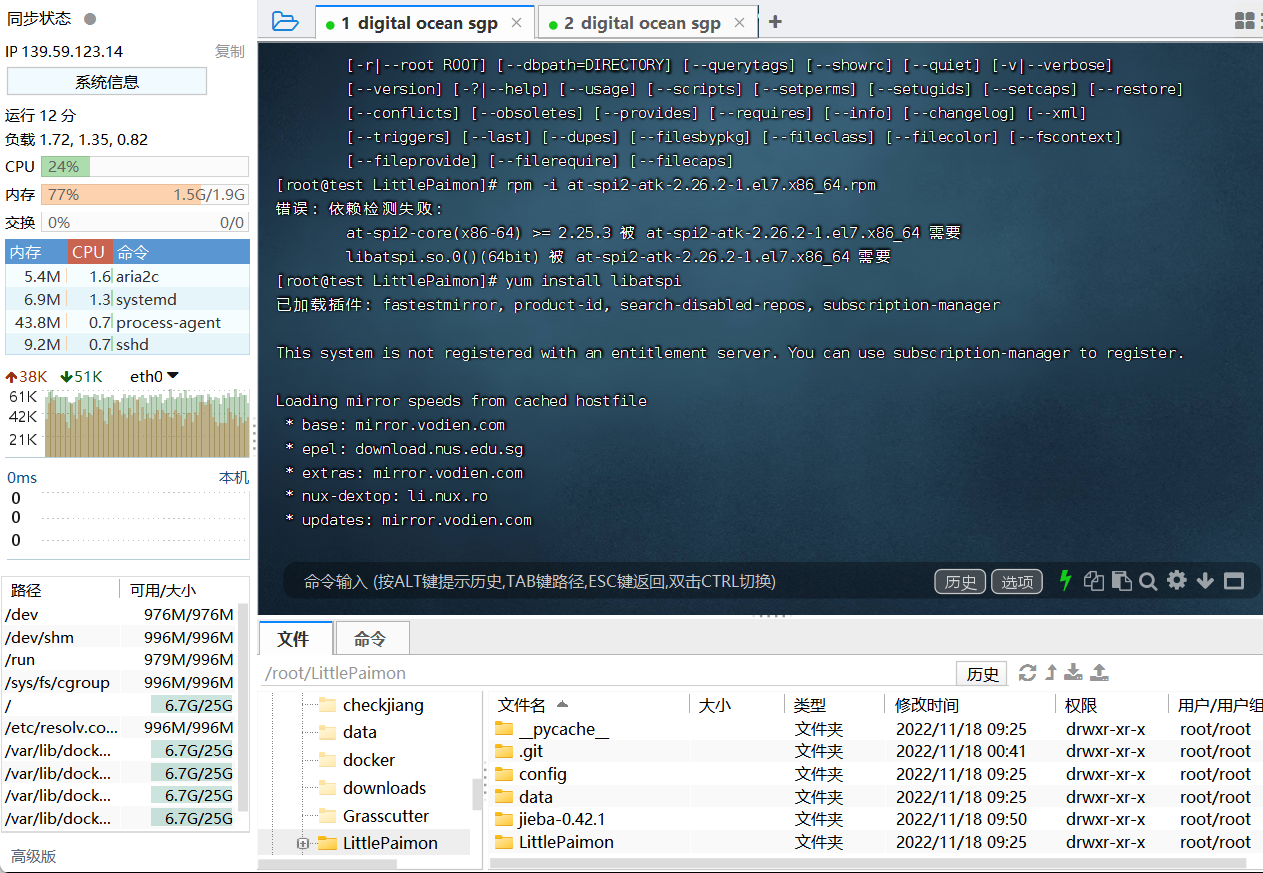 同步状态
IP 139.59.123.14 复制
系统信息
运行 12 分
负载 1.72, 1.35, 0.82
CPU 24%
内存 77% 1.5G/1.9G
交换 0% 0/0
内存 CPU 命令
5.4M 1.6 aria2c
6.9M 1.3 systemd
43.8M 0.7 process-agent
9.2M 0.7 sshd
38K 51K eth0
61K
42K
21K
0ms 本机
0
0
0
路径 可用/大小
/dev 976M/976M
/dev/shm 996M/996M
/run 979M/996M
/sys/fs/cgroup 996M/996M
/ 6.7G/25G
/etc/resolv.co... 996M/996M
/var/lib/dock... 6.7G/25G
/var/lib/dock... 6.7G/25G
/var/lib/dock... 6.7G/25G
/var/lib/dock... 6.7G/25G
高级版
1 digital ocean sgp × 2 digital ocean sgp × +
[-r|--root ROOT] [--dbpath=DIRECTORY] [--querytags] [--showrc] [--quiet] [-v|--verbose]
[--version] [-?|--help] [--usage] [--scripts] [--setperms] [--setugids] [--setcaps] [--restore]
[--conflicts] [--obsoletes] [--provides] [--requires] [--info] [--changelog] [--xml]
[--triggers] [--last] [--dupes] [--filesbypkg] [--fileclass] [--filecolor] [--fscontext]
[--fileprovide] [--filerequire] [--filecaps]
[root@test LittlePaimon]# rpm -i at-spi2-atk-2.26.2-1.el7.x86_64.rpm
错误：依赖检测失败：
at-spi2-core(x86-64) >= 2.25.3 被 at-spi2-atk-2.26.2-1.el7.x86_64 需要
libatspi.so.0()(64bit) 被 at-spi2-atk-2.26.2-1.el7.x86_64 需要
[root@test LittlePaimon]# yum install libatspi
已加载插件：fastestmirror, product-id, search-disabled-repos, subscription-manager
This system is not registered with an entitlement server. You can use subscription-manager to register.
Loading mirror speeds from cached hostfile
* base: mirror.vodien.com
* epel: download.nus.edu.sg
* extras: mirror.vodien.com
* nux-dextop: li.nux.ro
* updates: mirror.vodien.com
命令输入 (按ALT键提示历史,TAB键路径,ESC键返回,双击CTRL切换) 历史 选项
文件 命令
/root/LittlePaimon 历史
checkjiang
data
docker
downloads
Grasscutter
LittlePaimon
文件名 大小 类型 修改时间 权限 用户/用户组
__pycache__ 文件夹 2022/11/18 09:25 drwxr-xr-x root/root
.git 文件夹 2022/11/18 00:41 drwxr-xr-x root/root
config 文件夹 2022/11/18 09:25 drwxr-xr-x root/root
data 文件夹 2022/11/18 09:25 drwxr-xr-x root/root
jieba-0.42.1 文件夹 2022/11/18 09:50 drwxr-xr-x root/root
LittlePaimon 文件夹 2022/11/18 09:25 drwxr-xr-x root/root